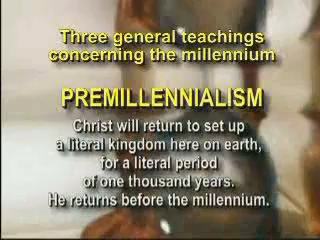 Three general teachings
concerning the millennium
PREMILLENNIALISM
Christ will return to set up
a literal kingdom here on earth,
for a literal period
of one thousand years.
He returns before the millennium.